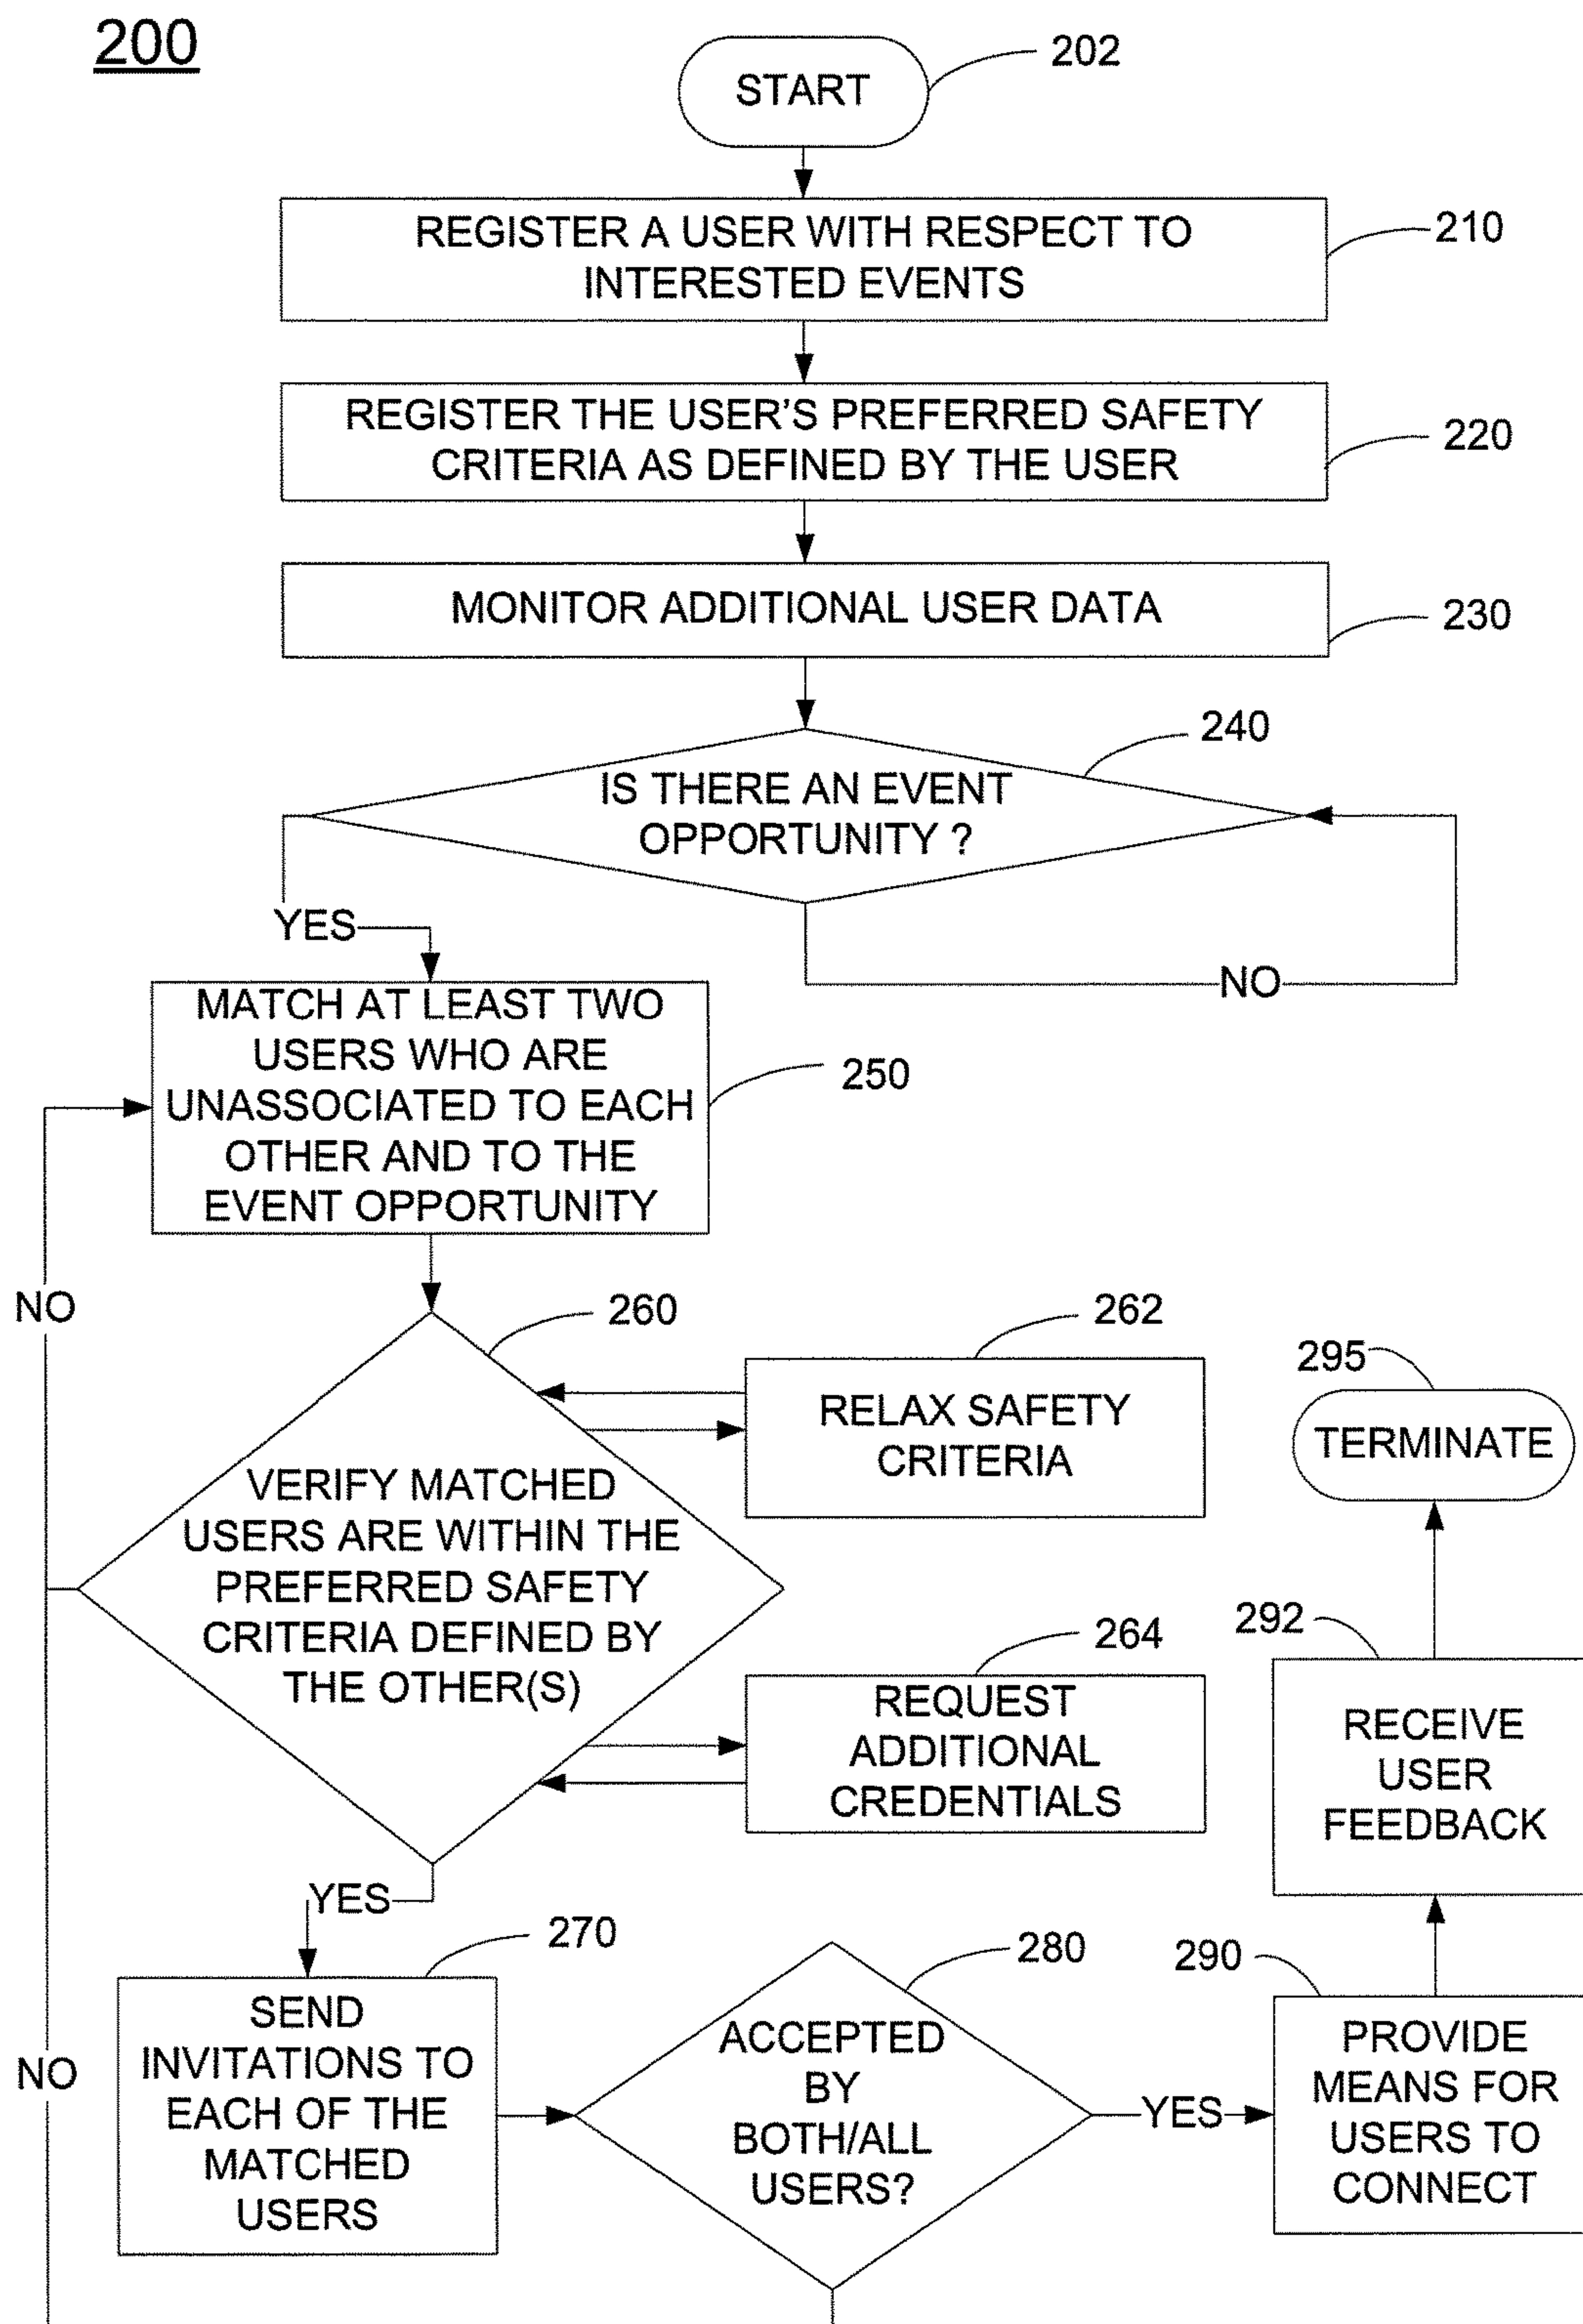 200
START
202
REGISTER A USER WITH RESPECT TO
INTERESTED EVENTS
210
REGISTER THE USER'S PREFERRED SAFETY
CRITERIA AS DEFINED BY THE USER
220
MONITOR ADDITIONAL USER DATA
230
240
IS THERE AN EVENT
OPPORTUNITY ?
YES
NO
MATCH AT LEAST TWO
USERS WHO ARE
UNASSOCIATED TO EACH
OTHER AND TO THE
EVENT OPPORTUNITY
250
NO
260
262
RELAX SAFETY
CRITERIA
295
TERMINATE
VERIFY MATCHED
USERS ARE WITHIN THE
PREFERRED SAFETY
CRITERIA DEFINED BY
THE OTHER(S)
264
REQUEST
ADDITIONAL
CREDENTIALS
292
RECEIVE
USER
FEEDBACK
YES
270
SEND
INVITATIONS TO
EACH OF THE
MATCHED
USERS
NO
280
ACCEPTED
BY
BOTH/ALL
USERS?
YES
290
PROVIDE
MEANS FOR
USERS TO
CONNECT